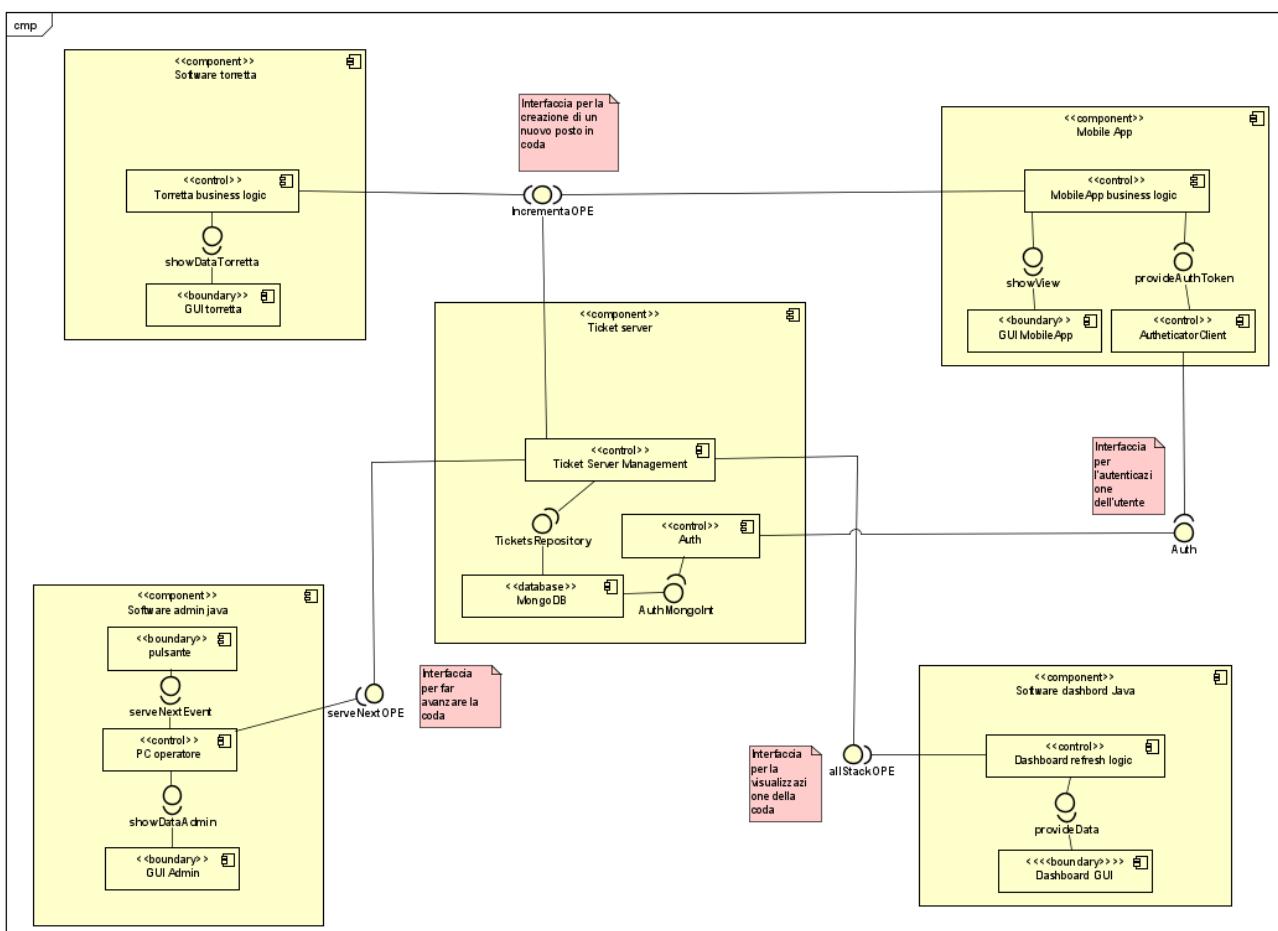 cmp
<<component>>
Software torretta
<<control>>
Torretta business logic
showDataTorretta
<<boundary>>
GUI torretta
Interfaccia per la
creazione di un
nuovo posto in
coda
IncrementaOPE
<<component>>
Mobile App
<<control>>
MobileApp business logic
showView
provideAuthToken
<<boundary>>
GUI MobileApp
<<control>>
AutheticatorClient
<<component>>
Ticket server
<<control>>
Ticket Server Management
TicketsRepository
<<control>>
Auth
<<database>>
MongoDB
AuthMongoInt
Interfaccia
per
l'autenticazi
one
dell'utente
Auth
<<component>>
Software admin java
<<boundary>>
pulsante
serveNextEvent
<<control>>
PC operatore
showDataAdmin
<<boundary>>
GUI Admin
serveNextOPE
Interfaccia
per far
avanzare la
coda
Interfaccia
per la
visualizzazi
one della
coda
allStackOPE
<<component>>
Software dashbord Java
<<control>>
Dashboard refresh logic
provideData
<<<<boundary>>>>
Dashboard GUI